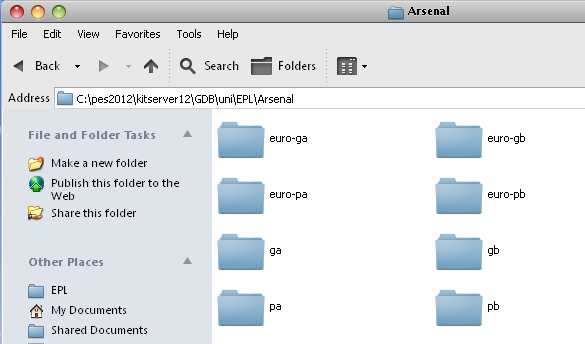 Arsenal
File Edit View Favorites Tools Help
Back Search Folders
Address C:\pes2012\kitserver12\GDB\uni\EPL\Arsenal
File and Folder Tasks
Make a new folder
Publish this folder to the
Web
Share this folder
Other Places
EPL
My Documents
Shared Documents
euro-ga euro-gb
euro-pa euro-pb
ga gb
pa pb